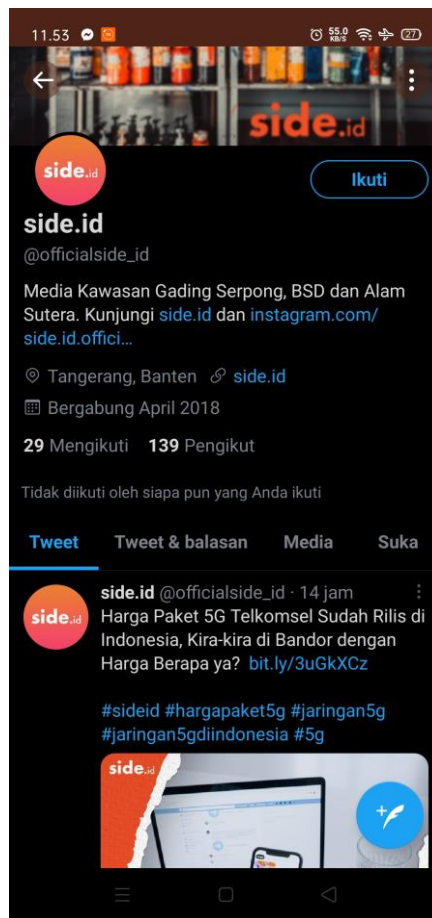 11.53
55.0
KB/S
27
side.id
side.id
Ikuti
side.id
@officialside_id
Media Kawasan Gading Serpong, BSD dan Alam
Sutera. Kunjungi side.id dan instagram.com/
side.id.offici...
Tangerang, Banten side.id
Bergabung April 2018
29 Mengikuti 139 Pengikut
Tidak diikuti oleh siapa pun yang Anda ikuti
Tweet Tweet & balasan Media Suka
side.id
side.id @officialside_id · 14 jam
Harga Paket 5G Telkomsel Sudah Rilis di
Indonesia, Kira-kira di Bandor dengan
Harga Berapa ya? bit.ly/3uGkXCz
#sideid #hargapaket5g #jaringan5g
#jaringan5gdiindonesia #5g
side.id